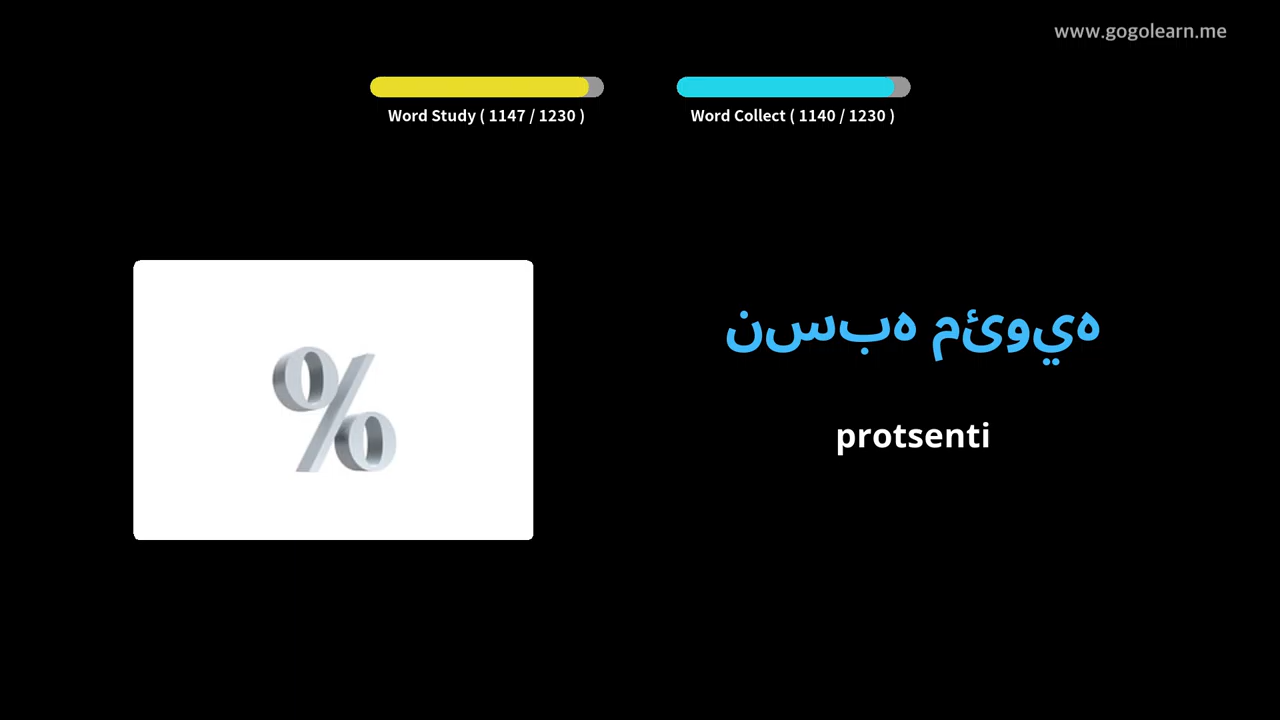 www.gogolearn.me
Word Study ( 1147 / 1230 )
Word Collect ( 1140 / 1230 )
نسبه مئويه
protsenti